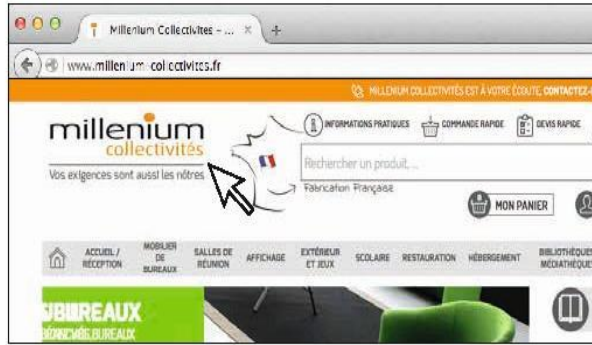 Millenium Collectivites - ... × +
www.millenium-collectivites.fr
MILLENIUM COLLECTIVITÉS EST À VOTRE ÉCOUTE, CONTACTEZ-
millenium
collectivités
Vos exigences sont aussi les nôtres
INFORMATIONS PRATIQUES
COMMANDE RAPIDE
DEVIS RAPIDE
Rechercher un produit, ...
Fabrication Française
MON PANIER
ACCUEIL / RÉCEPTION
MOBILIER DE BUREAUX
SALLES DE RÉUNION
AFFICHAGE
EXTÉRIEUR ET JEUX
SCOLAIRE
RESTAURATION
HÉBERGEMENT
BIBLIOTHÈQUES
MÉDIATHÈQUE
BUREAUX
BUREAUX